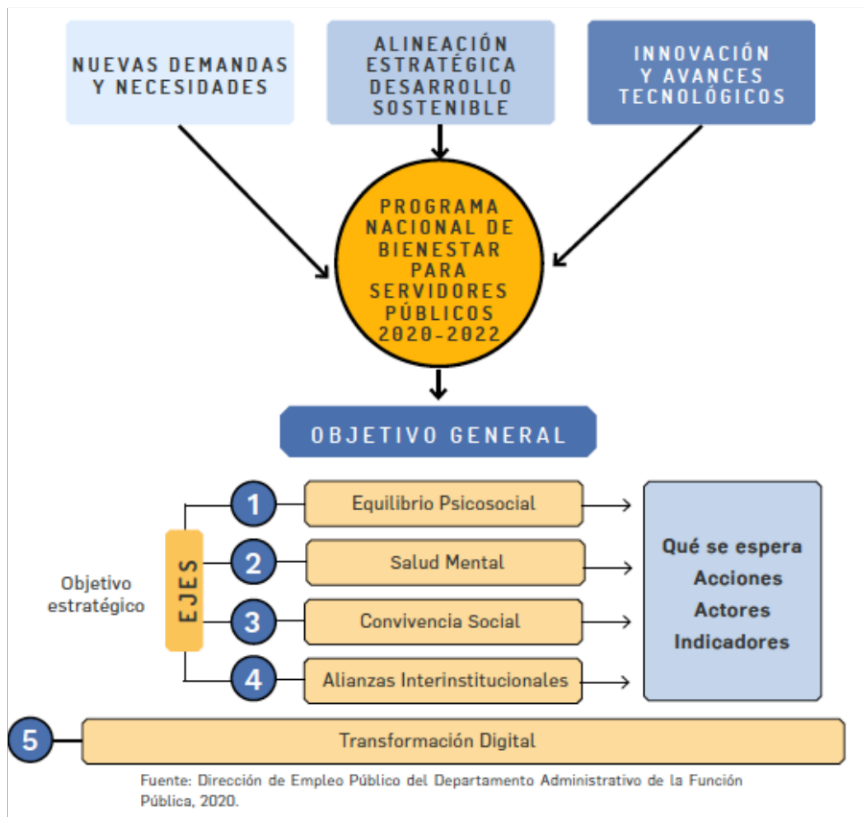 NUEVAS DEMANDAS
Y NECESIDADES
ALINEACIÓN
ESTRATÉGICA
DESARROLLO
SOSTENIBLE
INNOVACIÓN
Y AVANCES
TECNOLÓGICOS
PROGRAMA
NACIONAL DE
BIENESTAR
PARA
SERVIDORES
PÚBLICOS
2020-2022
OBJETIVO GENERAL
Objetivo
estratégico
EJES
1 Equilibrio Psicosocial
2 Salud Mental
3 Convivencia Social
4 Alianzas Interinstitucionales
Qué se espera
Acciones
Actores
Indicadores
5 Transformación Digital
Fuente: Dirección de Empleo Público del Departamento Administrativo de la Función
Pública, 2020.